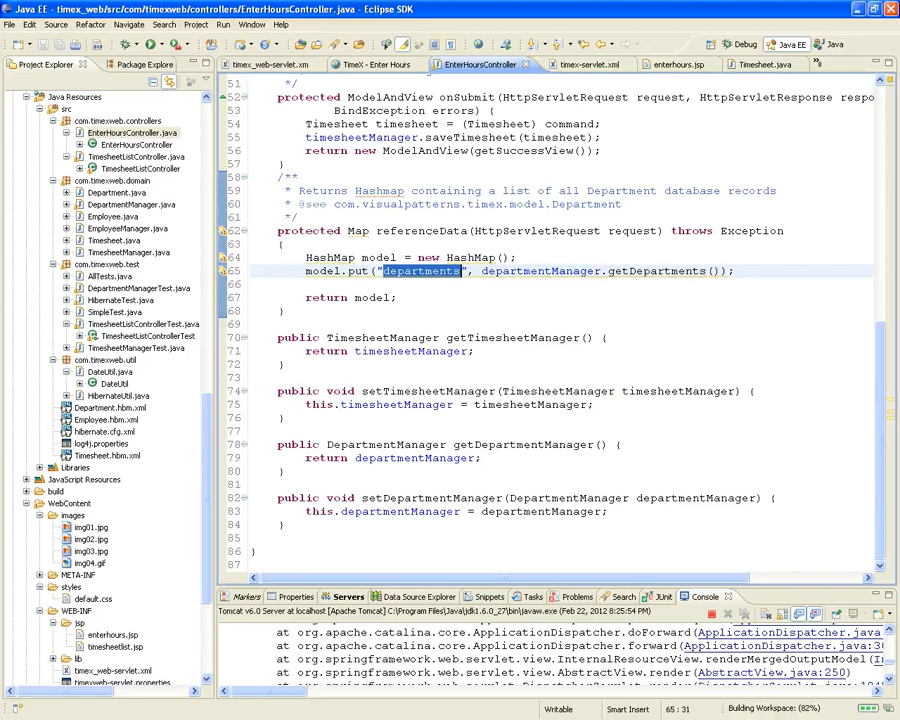 Java EE - timex_web/src/com/timexweb/controllers/EnterHoursController.java - Eclipse SDK
File Edit Source Refactor Navigate Search Project Run Window Help
Debug Java EE Java
Project Explorer Package Explore
timex_web-servlet.xm TimeX - Enter Hours EnterHoursController timex-servlet.xml enterhours.jsp Timesheet.java
Java Resources
src
com.timexweb.controllers
EnterHoursController.java
EnterHoursController
TimesheetListController.java
TimesheetListController
com.timexweb.domain
Department.java
DepartmentManager.java
Employee.java
EmployeeManager.java
Timesheet.java
TimesheetManager.java
com.timexweb.test
AllTests.java
DepartmentManagerTest.java
HibernateTest.java
SimpleTest.java
TimesheetListControllerTest.java
TimesheetListControllerTest
TimesheetManagerTest.java
com.timexweb.util
DateUtil.java
DateUtil
HibernateUtil.java
Department.hbm.xml
Employee.hbm.xml
hibernate.cfg.xml
log4j.properties
Timesheet.hbm.xml
Libraries
JavaScript Resources
build
WebContent
images
img01.jpg
img02.jpg
img03.jpg
img04.gif
META-INF
styles
default.css
WEB-INF
jsp
enterhours.jsp
timesheetlist.jsp
lib
timex_web-servlet.xml
timexweb-servlet.properties
51 */
52 protected ModelAndView onSubmit(HttpServletRequest request, HttpServletResponse respo
53 BindException errors) {
54 Timesheet timesheet = (Timesheet) command;
55 timesheetManager.saveTimesheet(timesheet);
56 return new ModelAndView(getSuccessView());
57 }
58 /**
59 * Returns Hashmap containing a list of all Department database records
60 * @see com.visualpatterns.timex.model.Department
61 */
62 protected Map referenceData(HttpServletRequest request) throws Exception
63 {
64 HashMap model = new HashMap();
65 model.put("departments", departmentManager.getDepartments());
66
67 return model;
68 }
69
70 public TimesheetManager getTimesheetManager() {
71 return timesheetManager;
72 }
73
74 public void setTimesheetManager(TimesheetManager timesheetManager) {
75 this.timesheetManager = timesheetManager;
76 }
77
78 public DepartmentManager getDepartmentManager() {
79 return departmentManager;
80 }
81
82 public void setDepartmentManager(DepartmentManager departmentManager) {
83 this.departmentManager = departmentManager;
84 }
85
86 }
87
Markers Properties Servers Data Source Explorer Snippets Tasks Problems Search JUnit Console
Tomcat v6.0 Server at localhost [Apache Tomcat] C:\Program Files\Java\jdk1.6.0_27\bin\javaw.exe (Feb 22, 2012 8:25:54 PM)
at org.apache.catalina.core.ApplicationDispatcher.doForward(ApplicationDispatcher.java
at org.apache.catalina.core.ApplicationDispatcher.forward(ApplicationDispatcher.java:30
at org.springframework.web.servlet.view.InternalResourceView.renderMergedOutputModel(I
at org.springframework.web.servlet.view.AbstractView.render(AbstractView.java:250)
Writable Smart Insert 65 : 31 Building Workspace: (82%)